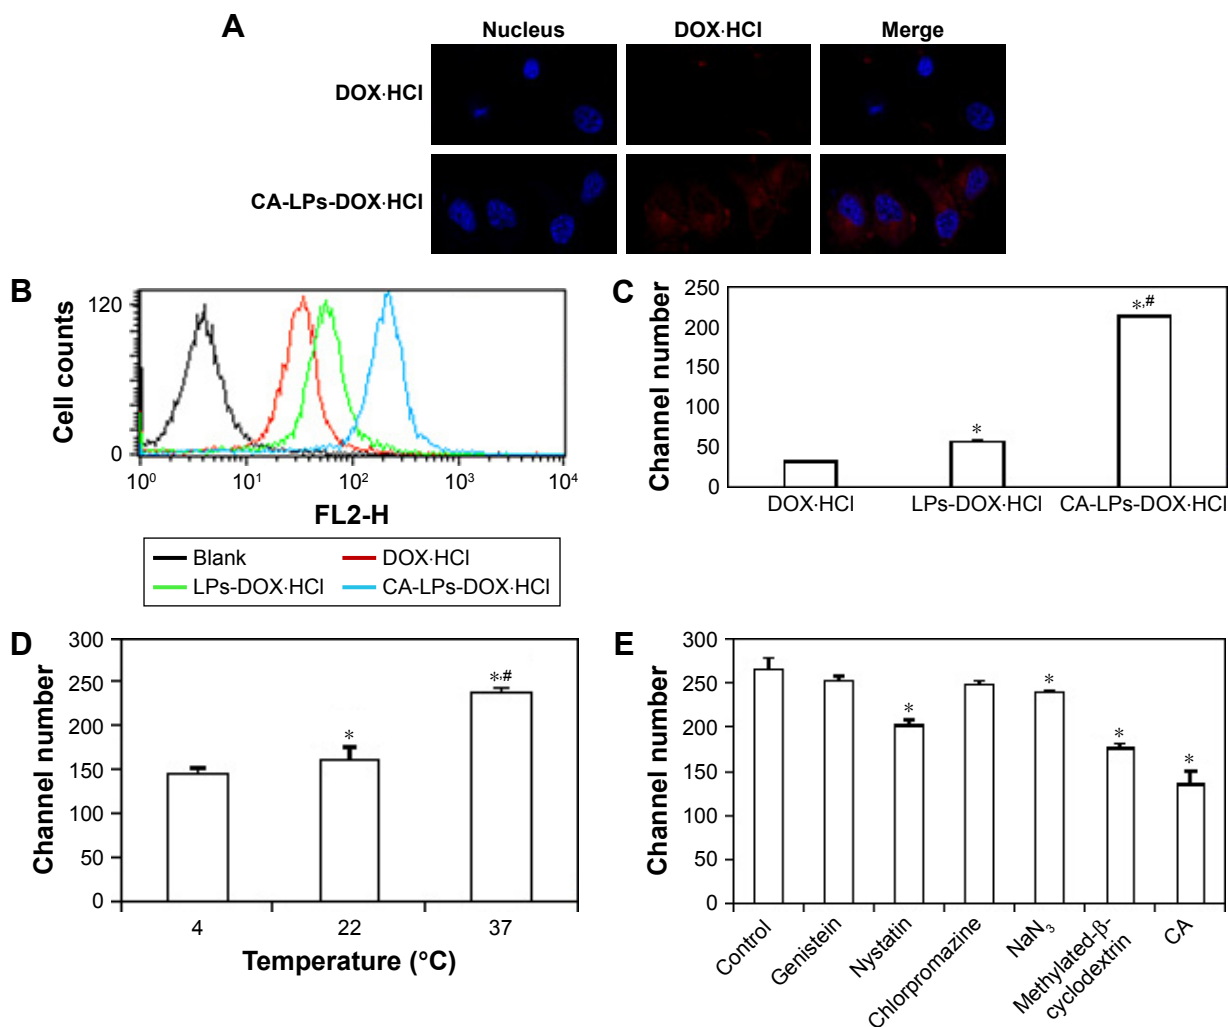 A
Nucleus DOX·HCl Merge
DOX·HCl
CA-LPs-DOX·HCl
B
Cell counts
120
0
10⁰ 10¹ 10² 10³ 10⁴
FL2-H
Blank DOX·HCl
LPs-DOX·HCl CA-LPs-DOX·HCl
C
Channel number
250
200
150
100
50
0
*
*,#
DOX·HCl LPs-DOX·HCl CA-LPs-DOX·HCl
D
Channel number
300
250
200
150
100
50
0
*
*,#
4 22 37
Temperature (°C)
E
Channel number
300
250
200
150
100
50
0
*
*
*
*
Control
Genistein
Nystatin
Chlorpromazine
NaN₃
Methylated-β-
cyclodextrin
CA